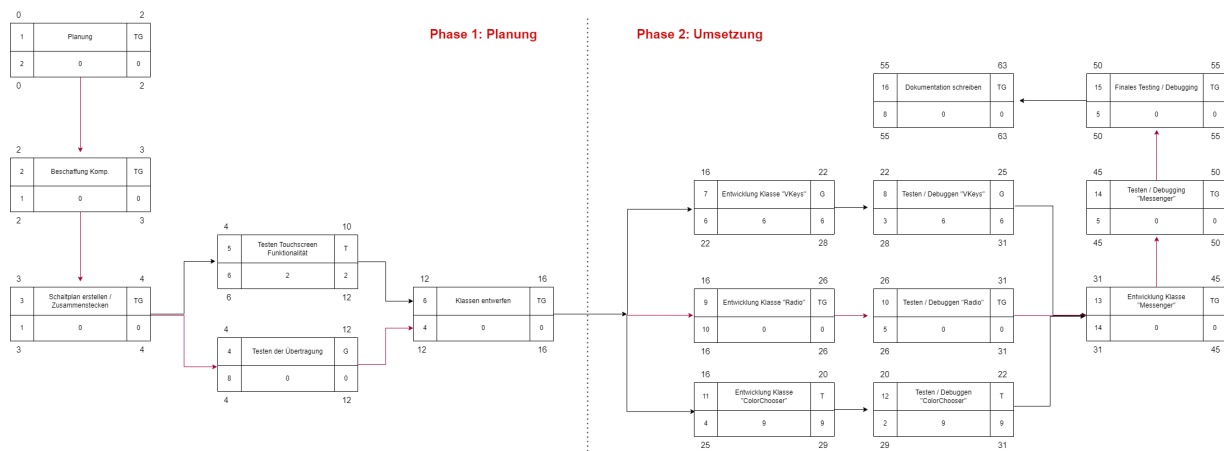 0 2
1 Planung TG
2 0 0
0 2
2 3
2 Beschaffung Komp. TG
1 0 0
2 3
3 4
3 Schaltplan erstellen /
Zusammenstecken TG
1 0 0
3 4
4 10
5 Testen Touchscreen
Funktionalität T
6 2 2
6 12
4 12
4 Testen der Übertragung G
8 0 0
4 12
Phase 1: Planung
12 16
6 Klassen entwerfen TG
4 0 0
12 16
Phase 2: Umsetzung
16 22
7 Entwicklung Klasse "VKeys" G
6 6 6
22 28
22 25
8 Testen / Debuggen "VKeys" G
3 6 6
28 31
16 26
9 Entwicklung Klasse "Radio" TG
10 0 0
16 26
26 31
10 Testen / Debuggen "Radio" TG
5 0 0
26 31
16 20
11 Entwicklung Klasse
"ColorChooser" T
4 9 9
25 29
20 22
12 Testen / Debuggen
"ColorChooser" T
2 9 9
29 31
31 45
13 Entwicklung Klasse
"Messenger" TG
14 0 0
31 45
45 50
14 Testen / Debugging
"Messenger" TG
5 0 0
45 50
50 55
15 Finales Testing / Debugging TG
5 0 0
50 55
55 63
16 Dokumentation schreiben TG
8 0 0
55 63